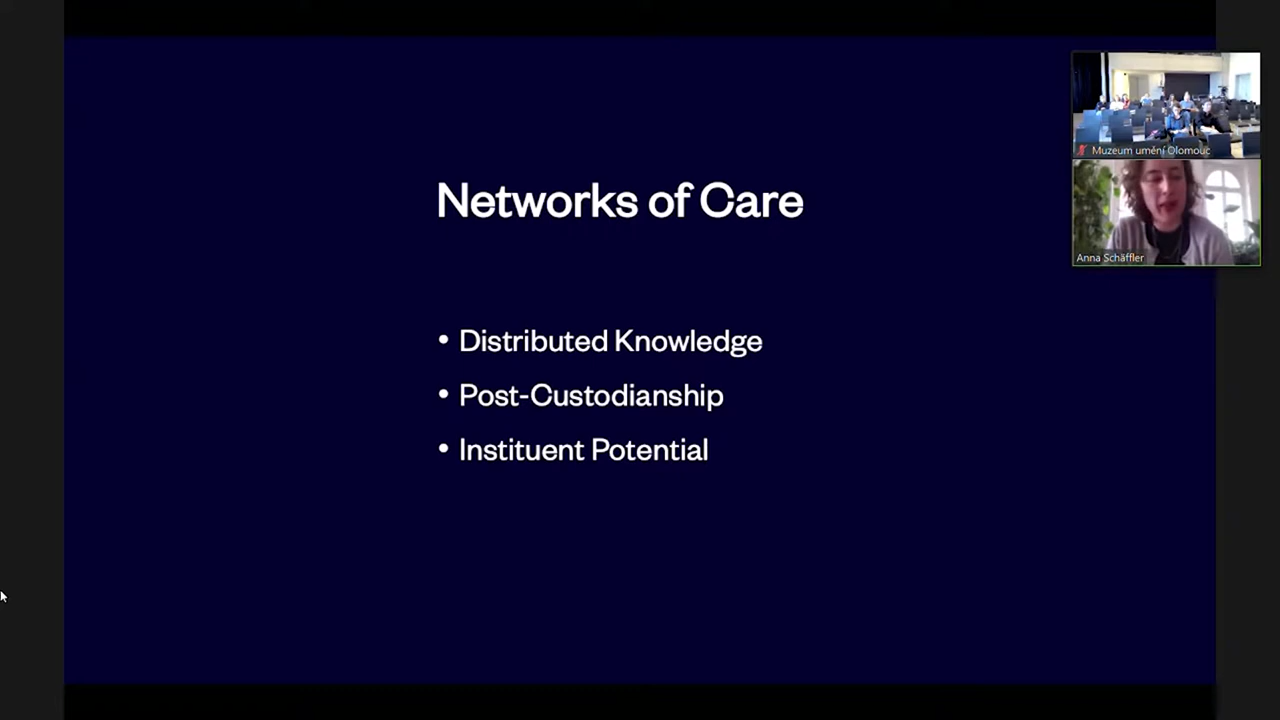 Networks of Care
• Distributed Knowledge
• Post-Custodianship
• Instituent Potential
Muzeum umění Olomouc
Anna Schäffler